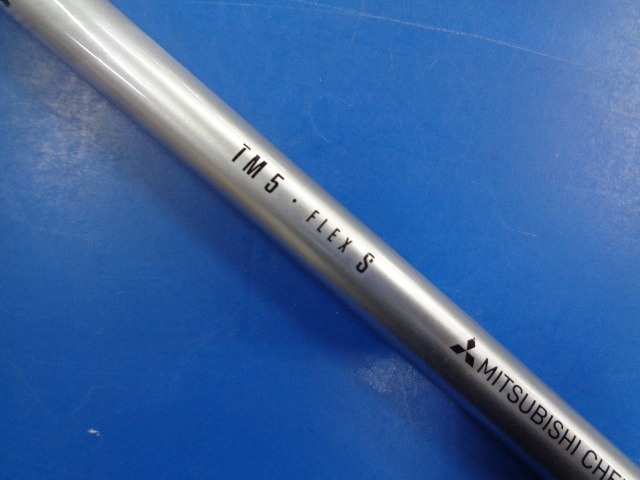 TM5 · FLEX S
MITSUBISHI CHE